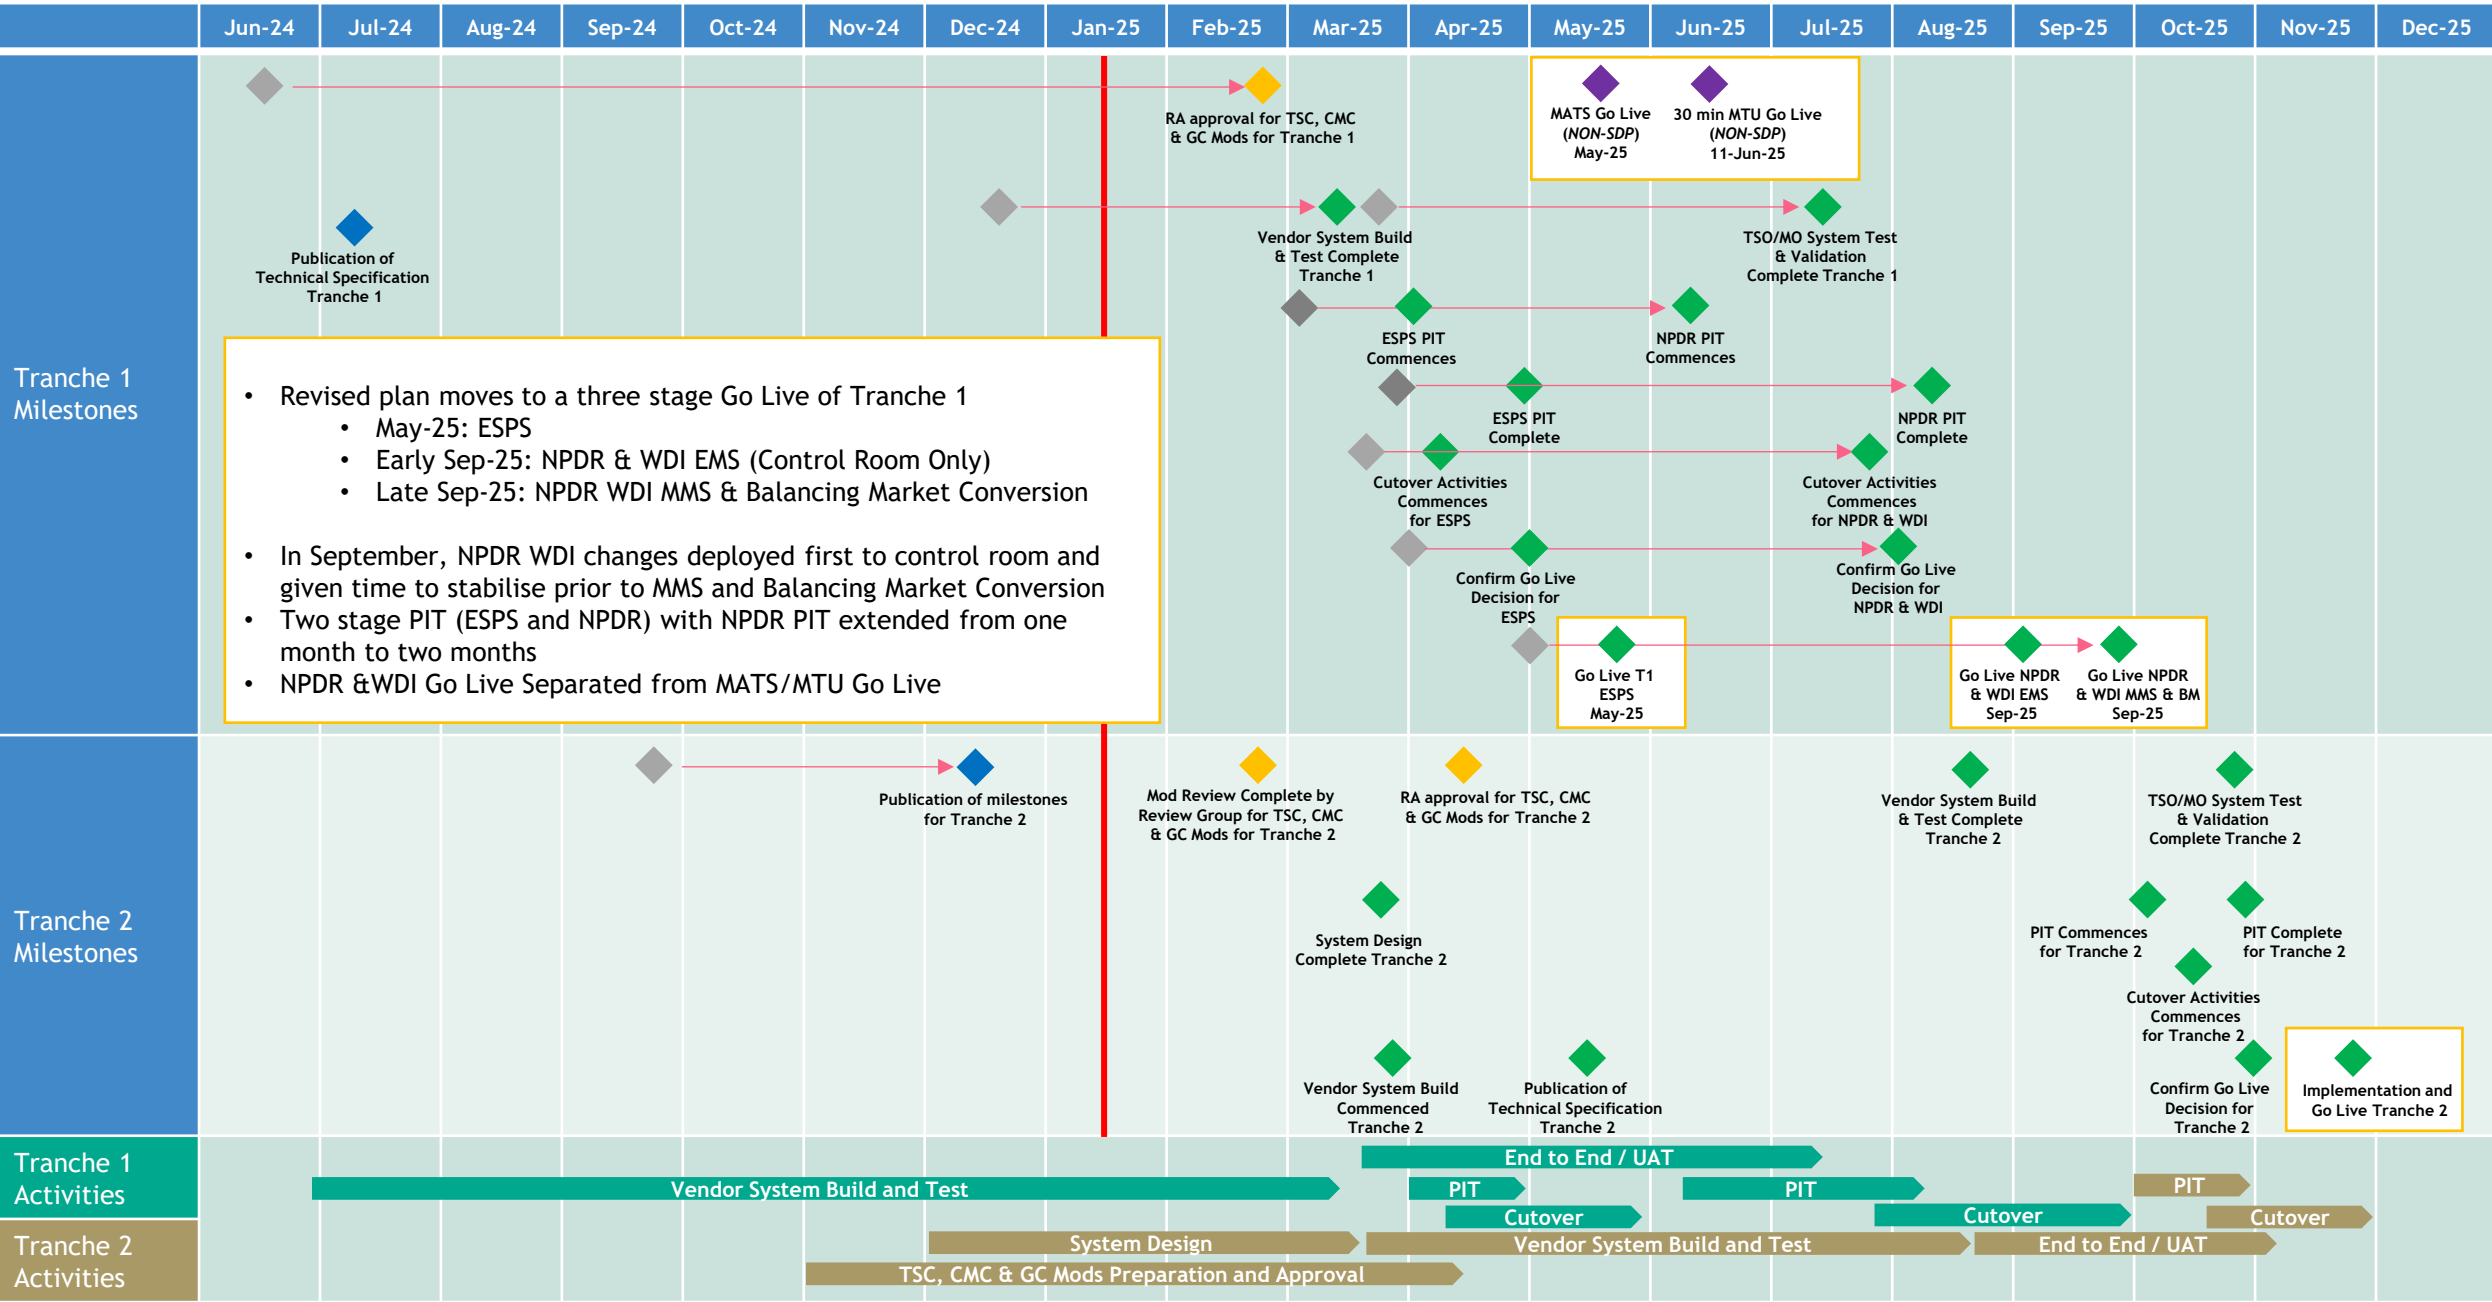 Jun-24 Jul-24 Aug-24 Sep-24 Oct-24 Nov-24 Dec-24 Jan-25 Feb-25 Mar-25 Apr-25 May-25 Jun-25 Jul-25 Aug-25 Sep-25 Oct-25 Nov-25 Dec-25
Tranche 1
Milestones
RA approval for TSC, CMC
& GC Mods for Tranche 1
MATS Go Live
(NON-SDP)
May-25
30 min MTU Go Live
(NON-SDP)
11-Jun-25
Publication of
Technical Specification
Tranche 1
Vendor System Build
& Test Complete
Tranche 1
TSO/MO System Test
& Validation
Complete Tranche 1
ESPS PIT
Commences
NPDR PIT
Commences
ESPS PIT
Complete
NPDR PIT
Complete
Cutover Activities
Commences
for ESPS
Cutover Activities
Commences
for NPDR & WDI
Confirm Go Live
Decision for
ESPS
Confirm Go Live
Decision for
NPDR & WDI
Go Live T1
ESPS
May-25
Go Live NPDR
& WDI EMS
Sep-25
Go Live NPDR
& WDI MMS & BM
Sep-25
• Revised plan moves to a three stage Go Live of Tranche 1
• May-25: ESPS
• Early Sep-25: NPDR & WDI EMS (Control Room Only)
• Late Sep-25: NPDR WDI MMS & Balancing Market Conversion
• In September, NPDR WDI changes deployed first to control room and
given time to stabilise prior to MMS and Balancing Market Conversion
• Two stage PIT (ESPS and NPDR) with NPDR PIT extended from one
month to two months
• NPDR &WDI Go Live Separated from MATS/MTU Go Live
Tranche 2
Milestones
Publication of milestones
for Tranche 2
Mod Review Complete by
Review Group for TSC, CMC
& GC Mods for Tranche 2
RA approval for TSC, CMC
& GC Mods for Tranche 2
Vendor System Build
& Test Complete
Tranche 2
TSO/MO System Test
& Validation
Complete Tranche 2
System Design
Complete Tranche 2
PIT Commences
for Tranche 2
PIT Complete
for Tranche 2
Cutover Activities
Commences
for Tranche 2
Vendor System Build
Commenced
Tranche 2
Publication of
Technical Specification
Tranche 2
Confirm Go Live
Decision for
Tranche 2
Implementation and
Go Live Tranche 2
Tranche 1
Activities
End to End / UAT
Vendor System Build and Test
PIT
PIT
PIT
Cutover
Cutover
Cutover
Tranche 2
Activities
System Design
Vendor System Build and Test
End to End / UAT
TSC, CMC & GC Mods Preparation and Approval